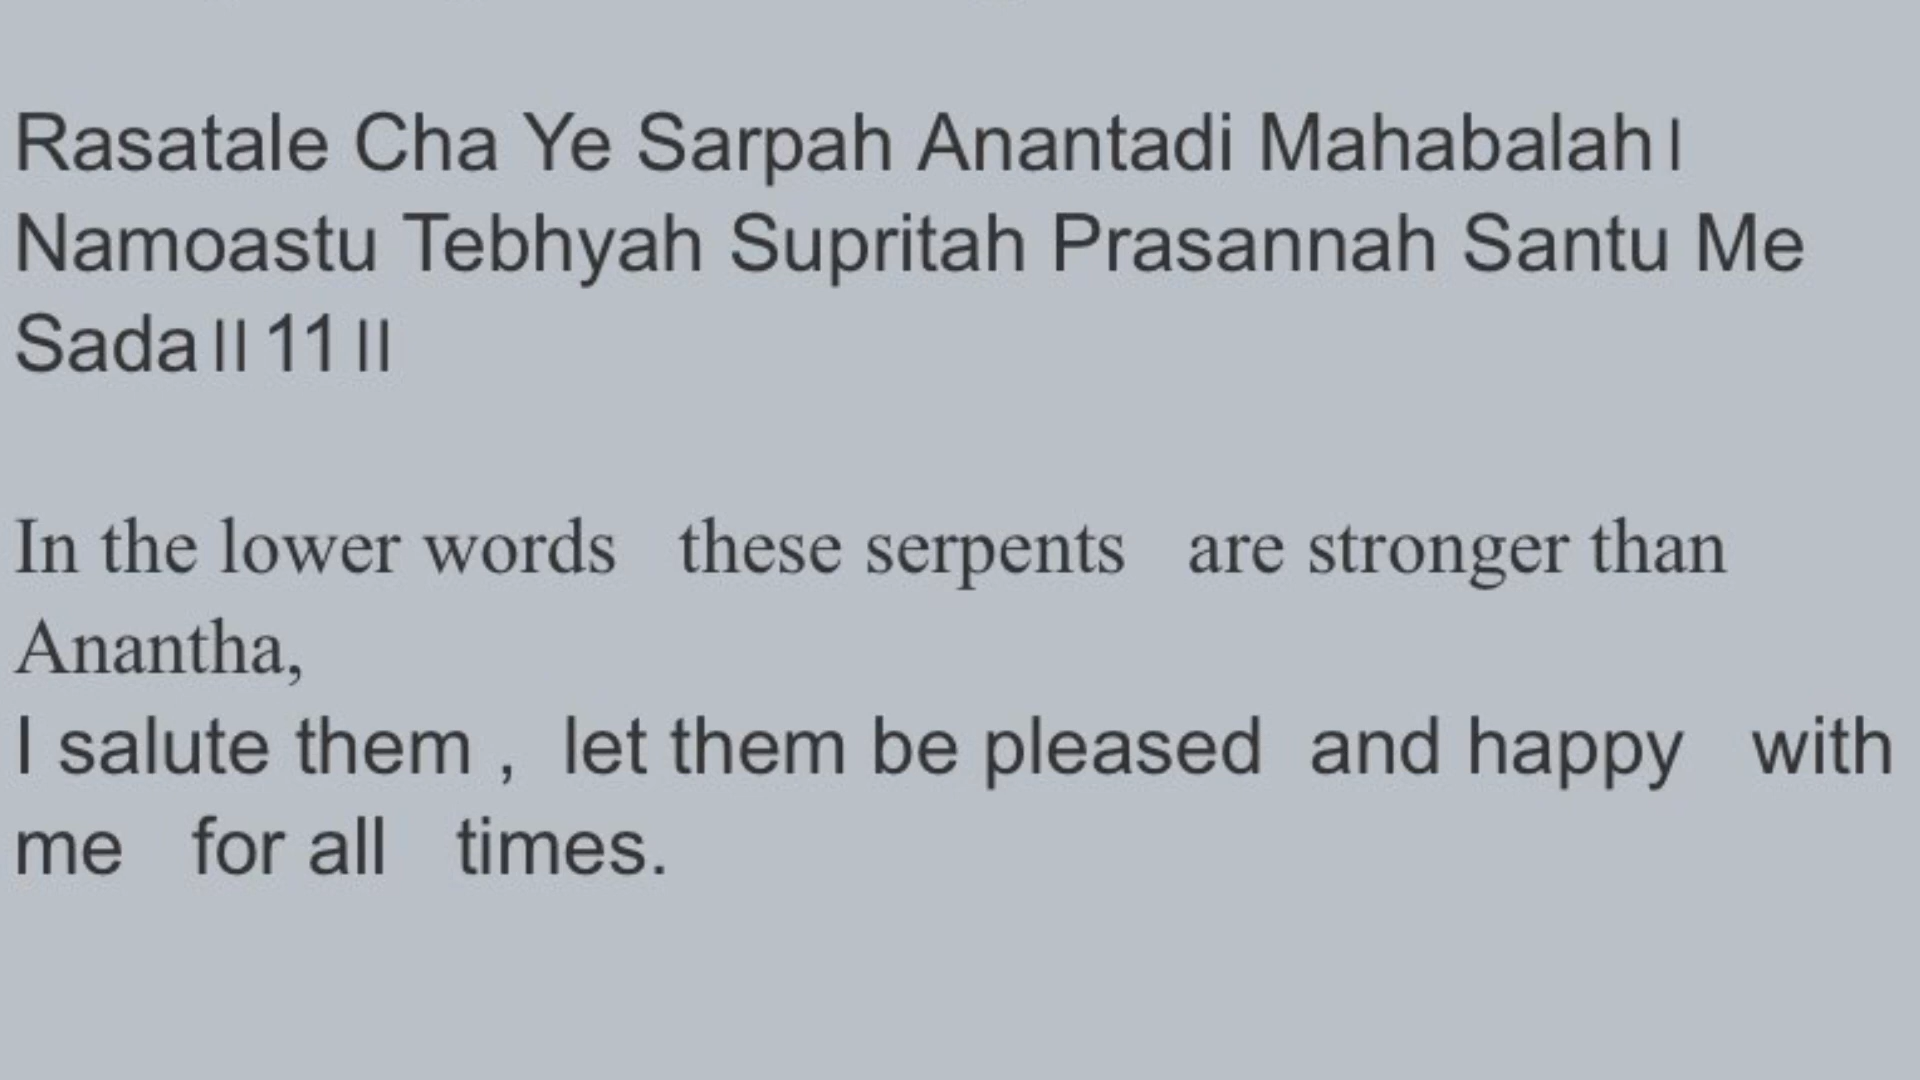 Rasatale Cha Ye Sarpah Anantadi Mahabalah।
Namoastu Tebhyah Supritah Prasannah Santu Me
Sada॥11॥
In the lower words these serpents are stronger than
Anantha,
I salute them , let them be pleased and happy with
me for all times.